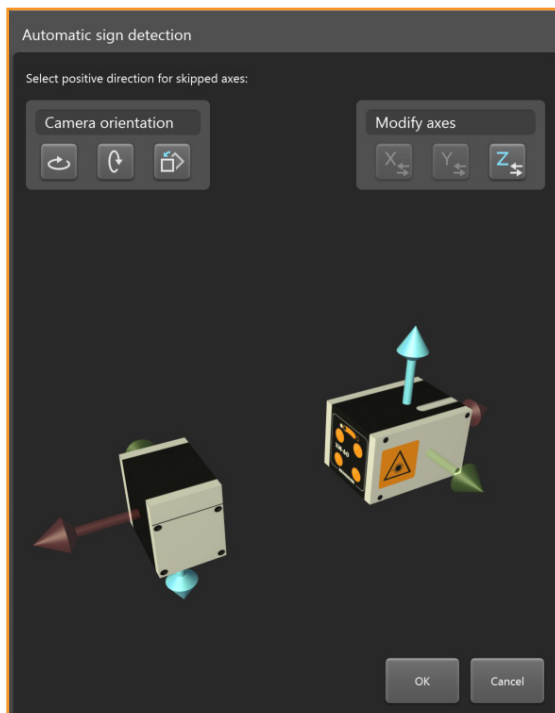 Automatic sign detection
Select positive direction for skipped axes:
Camera orientation
Modify axes
X
Y
Z
OK
Cancel